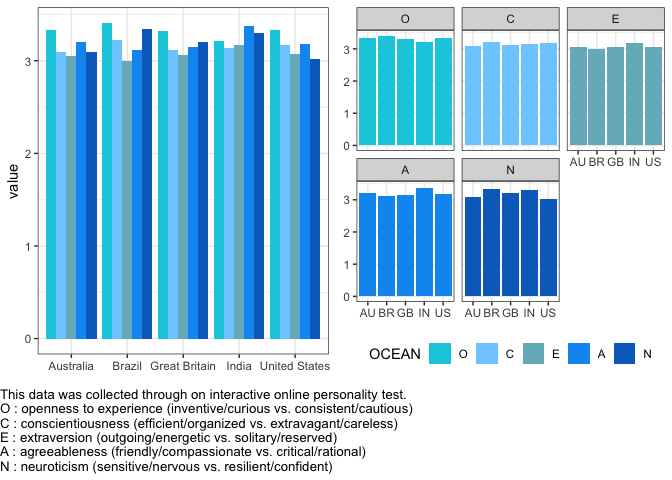 value
3
2
1
0
Australia Brazil Great Britain India United States
O C E
3
2
1
0
AU BR GB IN US
A N
3
2
1
0
AU BR GB IN US AU BR GB IN US
OCEAN O C E A N
This data was collected through on interactive online personality test.
O : openness to experience (inventive/curious vs. consistent/cautious)
C : conscientiousness (efficient/organized vs. extravagant/careless)
E : extraversion (outgoing/energetic vs. solitary/reserved)
A : agreeableness (friendly/compassionate vs. critical/rational)
N : neuroticism (sensitive/nervous vs. resilient/confident)